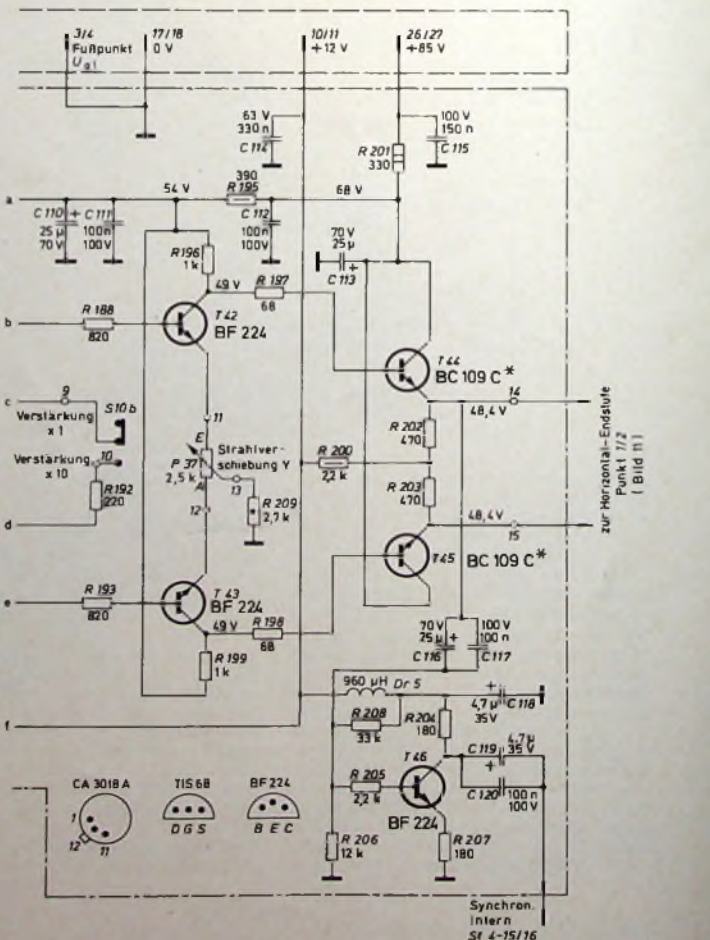 3/4
Fußpunkt
Ug1
17/18
0 V
10/11
+12 V
26/27
+85 V
63 V
330 n
C 114
100 V
150 n
C 115
R 201
330
390
R 195
a
54 V
68 V
C 110 +
25 µ
70 V
C 111
100 n
100 V
C 112
100 n
100 V
R 196
1 k
70 V
25 µ
C 113
+
49 V
R 197
68
b
R 188
820
T 42
BF 224
T 44
BC 109 C*
c
9
S10b
Verstärkung
x 1
11
14
48,4 V
Verstärkung
x 10
10
R 192
220
d
E
P 37
2,5 k
A
12
Strahlver-
schiebung Y
13
R 209
2,7 k
R 200
2,2 k
R 202
470
R 203
470
48,4 V
15
zur Horizontal-Endstufe
Punkt 1/2
( Bild 11 )
T 45
BC 109 C*
e
R 193
820
T 43
BF 224
49 V
R 198
68
R 199
1 k
70 V
25 µ
+
C 116
100 V
100 n
C 117
960 µH Dr 5
+
4,7 µ
35 V
C 118
f
R 208
33 k
R 204
180
4,7 µ
C 119
35 V
+
C 120
100 n
100 V
R 205
2,2 k
T 46
BF 224
R 206
12 k
R 207
180
CA 3018 A
1
12
11
TIS 68
D G S
BF 224
B E C
Synchron.
Intern
St 4-15/16